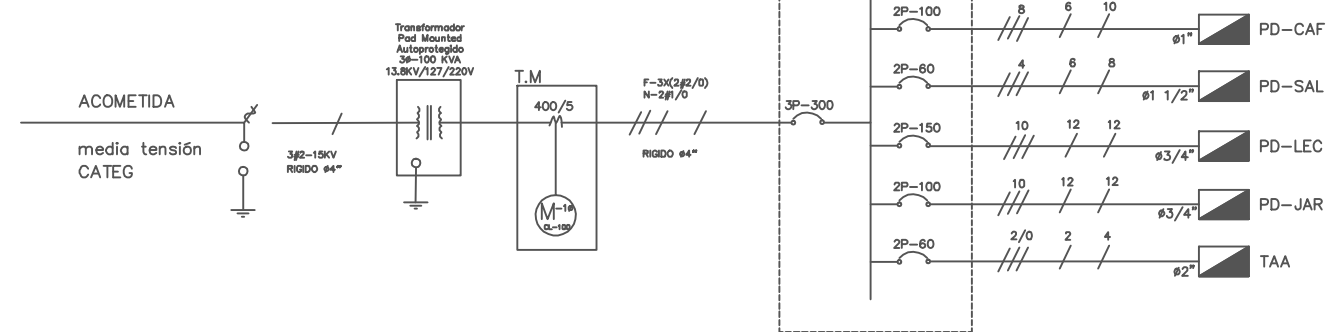 ACOMETIDA
media tensión
CATEG
3#2-15KV
RIGIDO ø4"
Transformador
Pad Mounted
Autoprotegido
3ø-100 KVA
13.8KV/127/220V
T.M
400/5
M-1ø
CL-100
F-3X(2#2/0)
N-2#1/0
RIGIDO ø4"
3P-300
2P-100 8 6 10 ø1" PD-CAF
2P-60 4 6 8 ø1 1/2" PD-SAL
2P-150 10 12 12 ø3/4" PD-LEC
2P-100 10 12 12 ø3/4" PD-JAR
2P-60 2/0 2 4 ø2" TAA